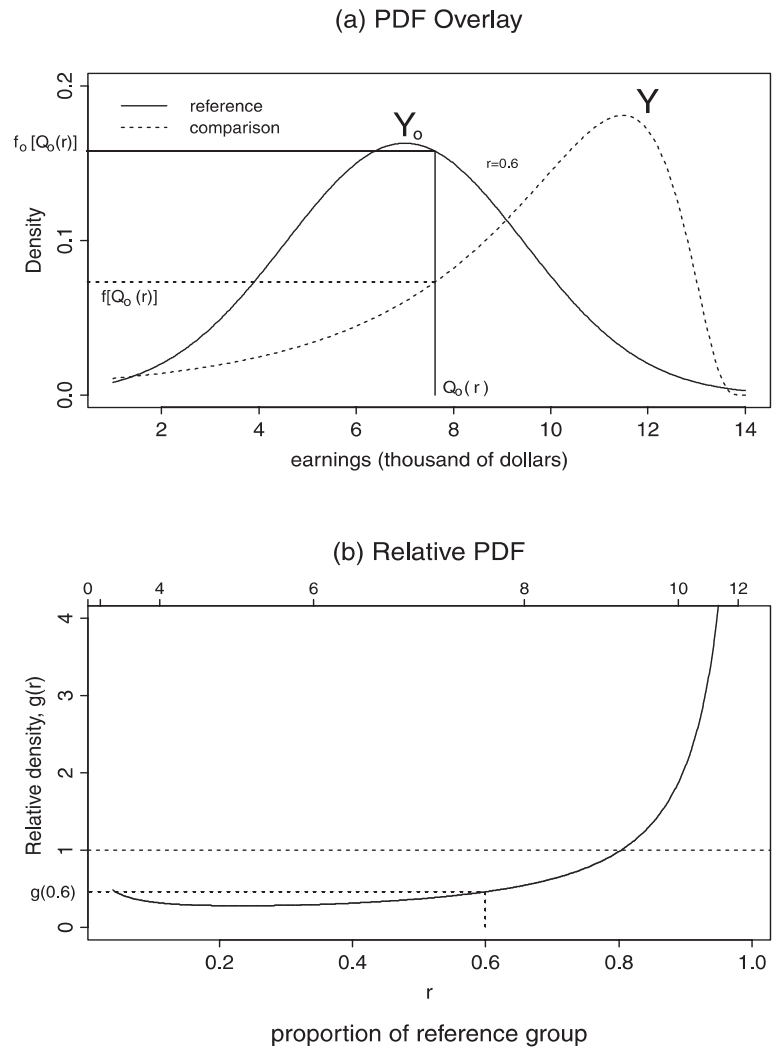 (a) PDF Overlay
0.2
reference
comparison
Yₒ
Y
fₒ [Qₒ(r)]
r=0.6
Density
0.1
f[Qₒ(r)]
Qₒ( r )
0.0
2 4 6 8 10 12 14
earnings (thousand of dollars)
(b) Relative PDF
0 4 6 8 10 12
4
3
Relative density, g(r)
2
1
g(0.6)
0
0.2 0.4 0.6 0.8 1.0
r
proportion of reference group